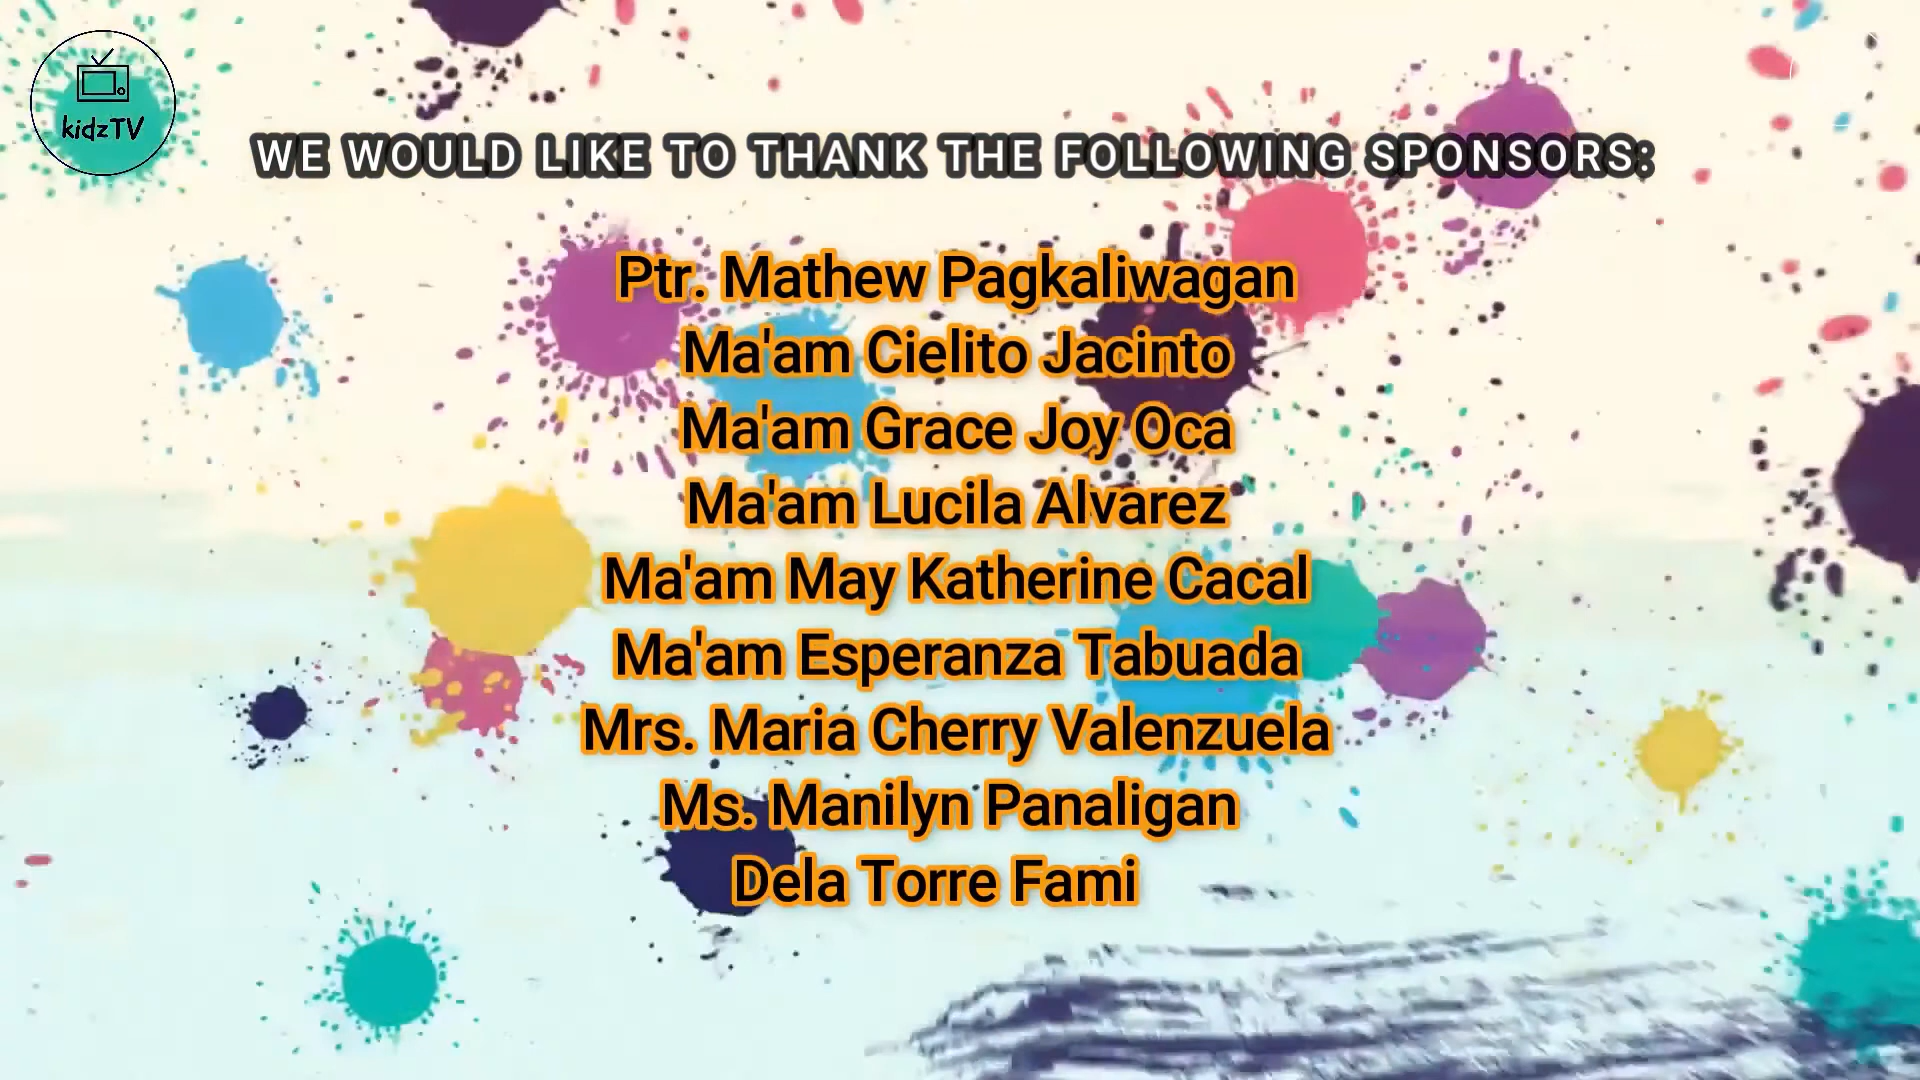 kidzTV
WE WOULD LIKE TO THANK THE FOLLOWING SPONSORS:
Ptr. Mathew Pagkaliwagan
Ma'am Cielito Jacinto
Ma'am Grace Joy Oca
Ma'am Lucila Alvarez
Ma'am May Katherine Cacal
Ma'am Esperanza Tabuada
Mrs. Maria Cherry Valenzuela
Ms. Manilyn Panaligan
Dela Torre Fami